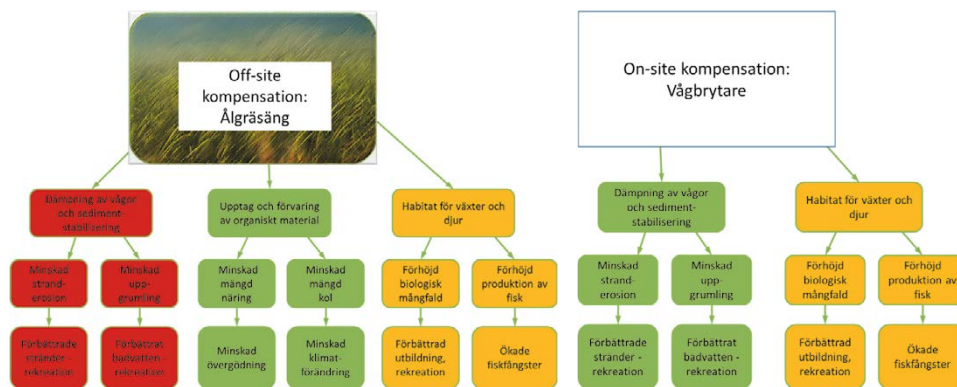 Off-site
kompensation:
Ålgräsäng
On-site kompensation:
Vågbrytare
Dämpning av vågor
och sediment-
stabilisering
Upptag och förvaring
av organiskt material
Habitat för växter och
djur
Dämpning av vågor
och sediment-
stabilisering
Habitat för växter och
djur
Minskad
strand-
erosion
Minskad
upp-
grumling
Minskad
mängd
näring
Minskad
mängd
kol
Förhöjd
biologisk
mångfald
Förhöjd
produktion av
fisk
Minskad
strand-
erosion
Minskad
upp-
grumling
Förhöjd
biologisk
mångfald
Förhöjd
produktion av
fisk
Förbättrade
stränder -
rekreation
Förbättrat
badvatten -
rekreation
Minskad
övergödning
Minskad
klimat-
förändring
Förbättrad
utbildning,
rekreation
Ökade
fiskfångster
Förbättrade
stränder -
rekreation
Förbättrat
badvatten -
rekreation
Förbättrad
utbildning,
rekreation
Ökade
fiskfångster